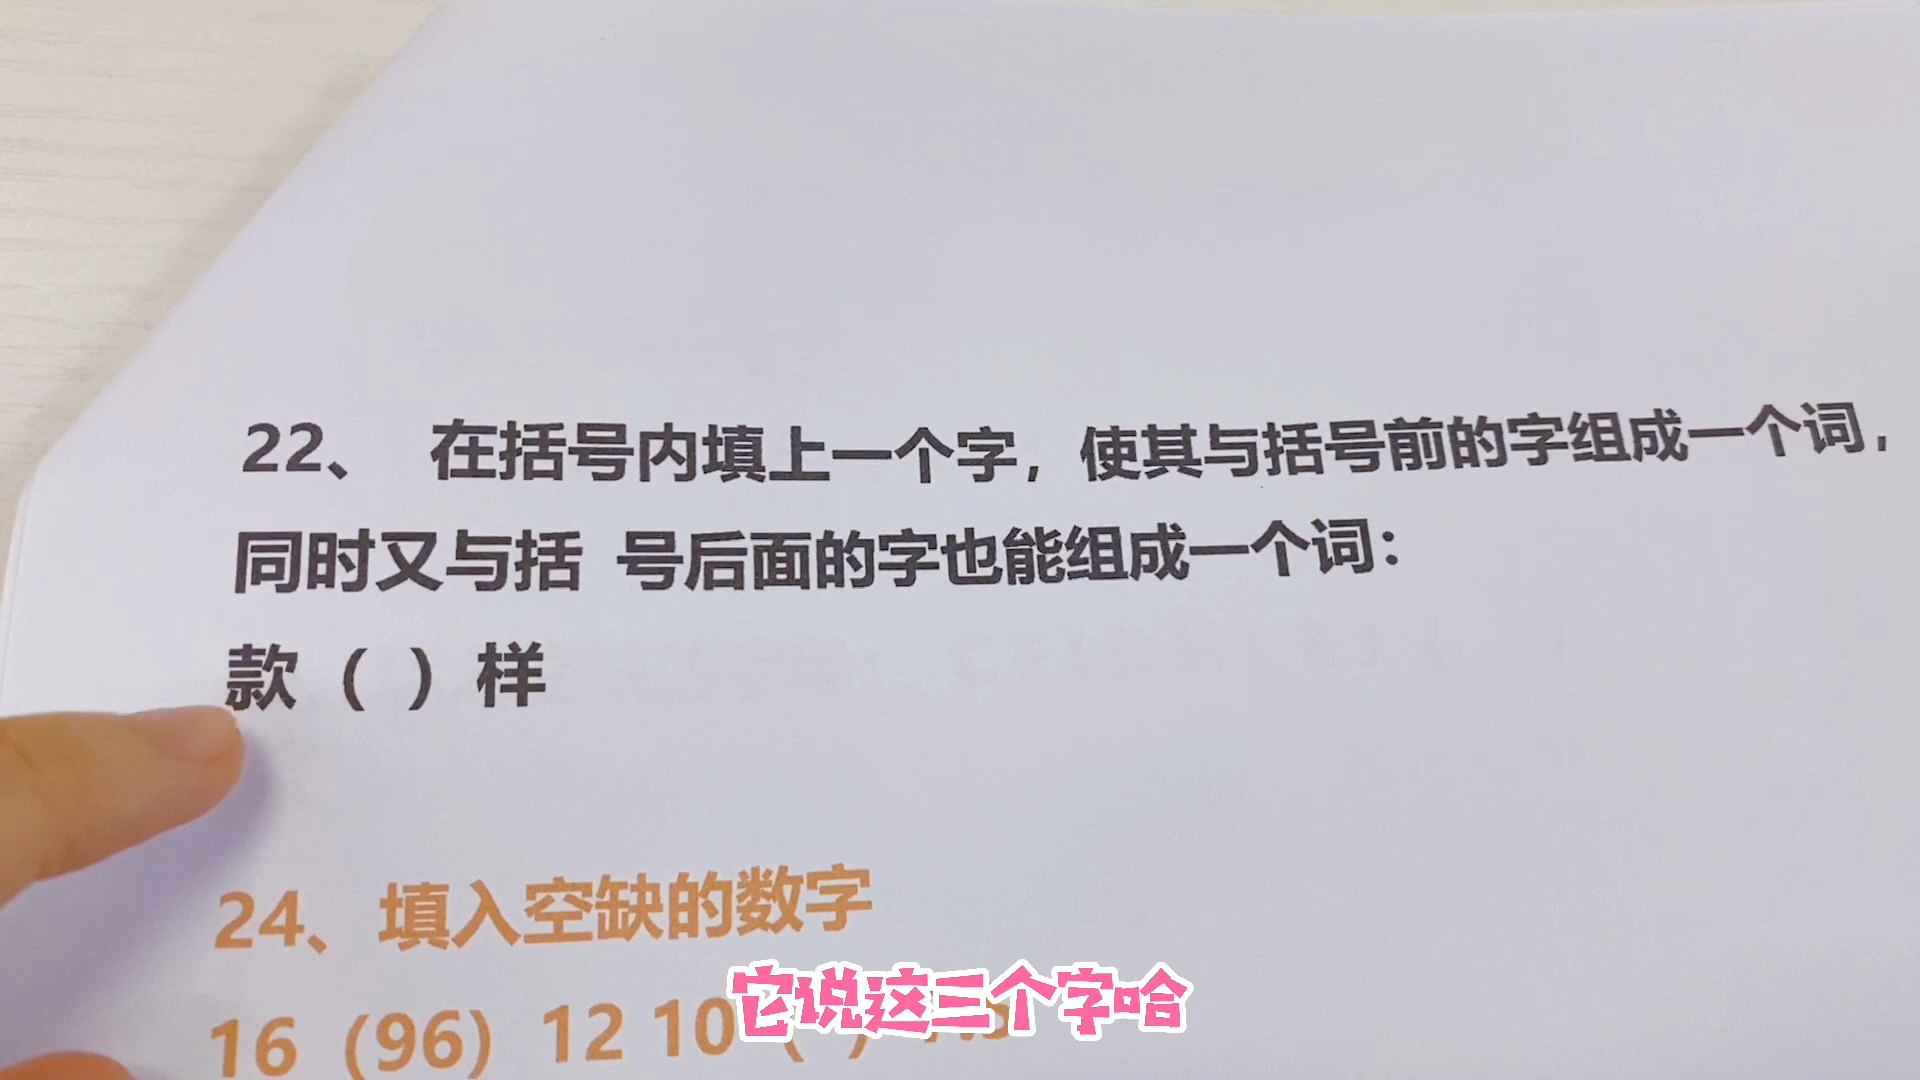 22、 在括号内填上一个字，使其与括号前的字组成一个词，
同时又与括 号后面的字也能组成一个词：
款（ ）样
24、填入空缺的数字
16（96）12 10
它说这三个字哈